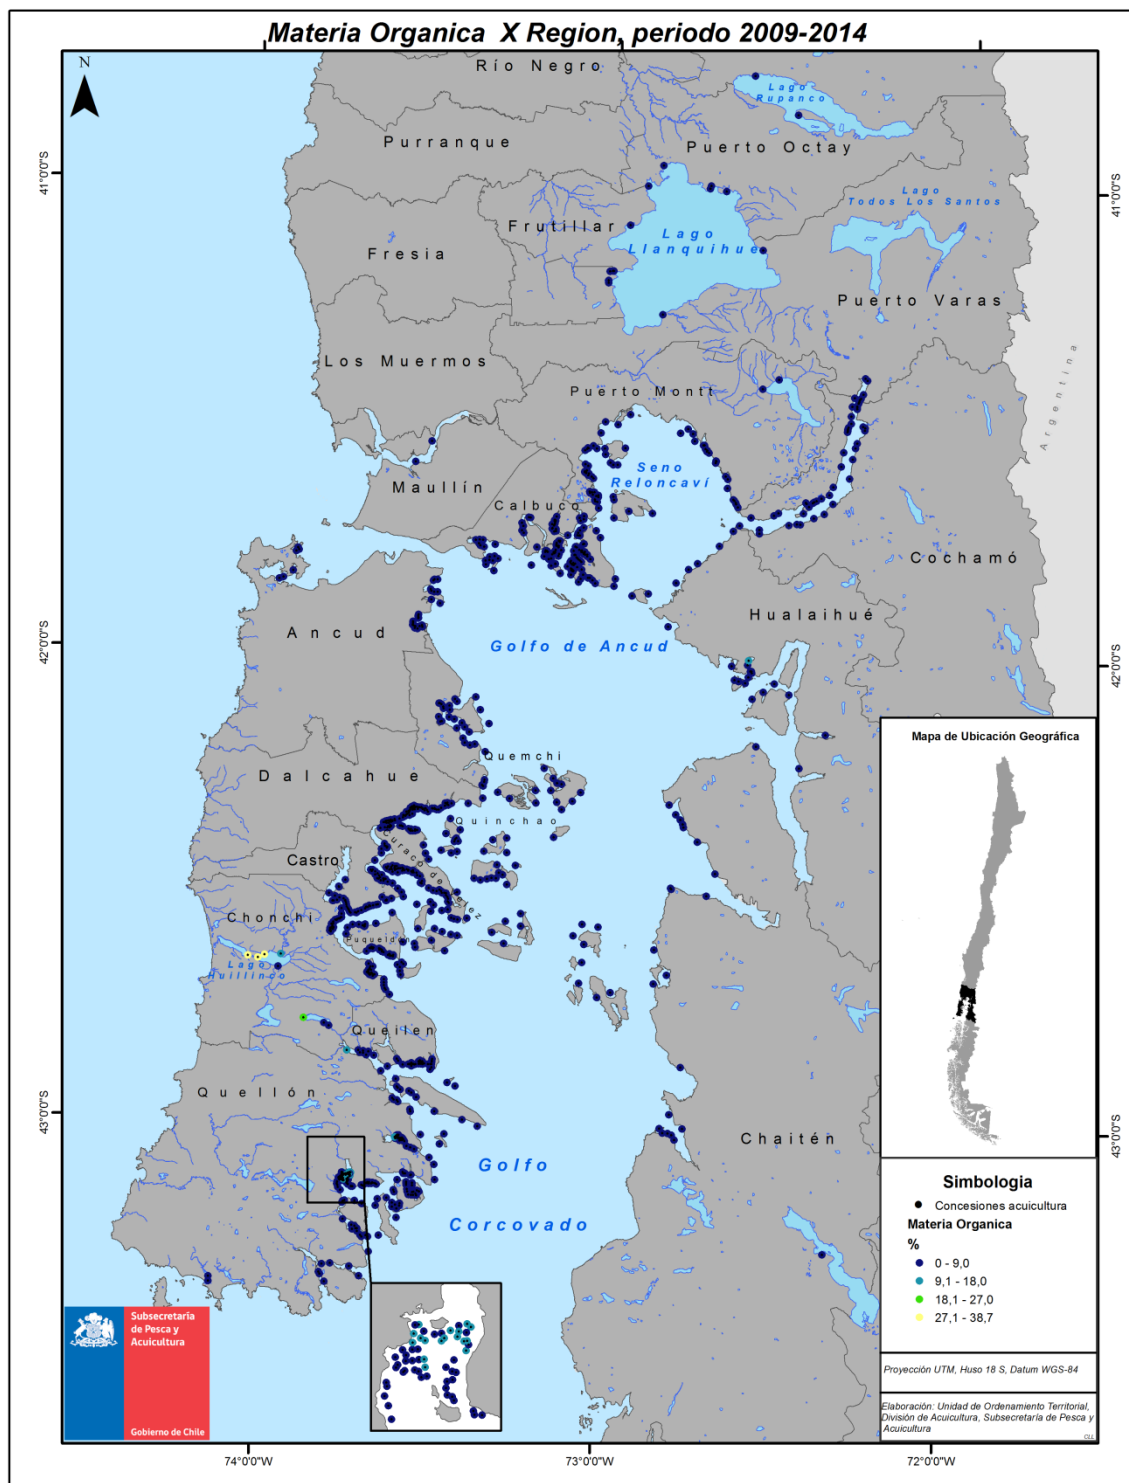 Materia Organica X Region, periodo 2009-2014
N
Río Negro
Lago
Rupanco
Purranque
Puerto Octay
41°0'0"S
41°0'0"S
Lago
Todos Los Santos
Frutillar
Lago
Llanquihue
Fresia
Puerto Varas
Los Muermos
Argentina
Puerto Montt
Seno
Reloncaví
Maullín
Calbuco
Cochamó
Hualaihué
Ancud
Golfo de Ancud
42°0'0"S
42°0'0"S
Mapa de Ubicación Geográfica
Quemchi
Dalcahue
Quinchao
Curaco de Velez
Castro
Chonchi
Puqueldón
Lago
Huillinco
Queilen
Quellón
43°0'0"S
43°0'0"S
Chaitén
Golfo
Corcovado
Simbologia
Concesiones acuicultura
Materia Organica
%
0 - 9,0
9,1 - 18,0
18,1 - 27,0
27,1 - 38,7
Subsecretaría
de Pesca y
Acuicultura
Gobierno de Chile
Proyección UTM, Huso 18 S, Datum WGS-84
Elaboración: Unidad de Ordenamiento Territorial,
División de Acuicultura, Subsecretaría de Pesca y
Acuicultura
CLL
74°0'0"W
73°0'0"W
72°0'0"W